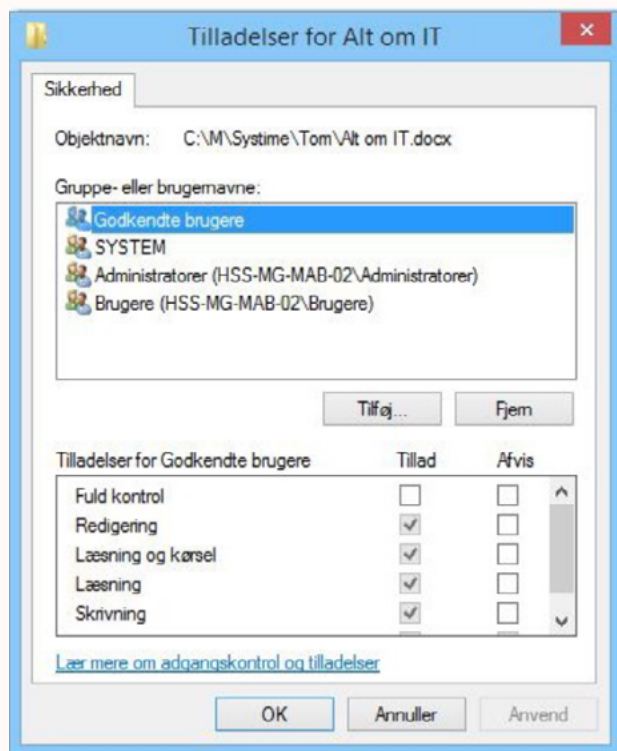 Tilladelser for Alt om IT
Sikkerhed
Objektnavn: C:\M\Systime\Tom\Alt om IT.docx
Gruppe- eller brugernavne:
Godkendte brugere
SYSTEM
Administratorer (HSS-MG-MAB-02\Administratorer)
Brugere (HSS-MG-MAB-02\Brugere)
Tilføj... Fjern
Tilladelser for Godkendte brugere Tillad Afvis
Fuld kontrol
Redigering
Læsning og kørsel
Læsning
Skrivning
Lær mere om adgangskontrol og tilladelser
OK Annuller Anvend